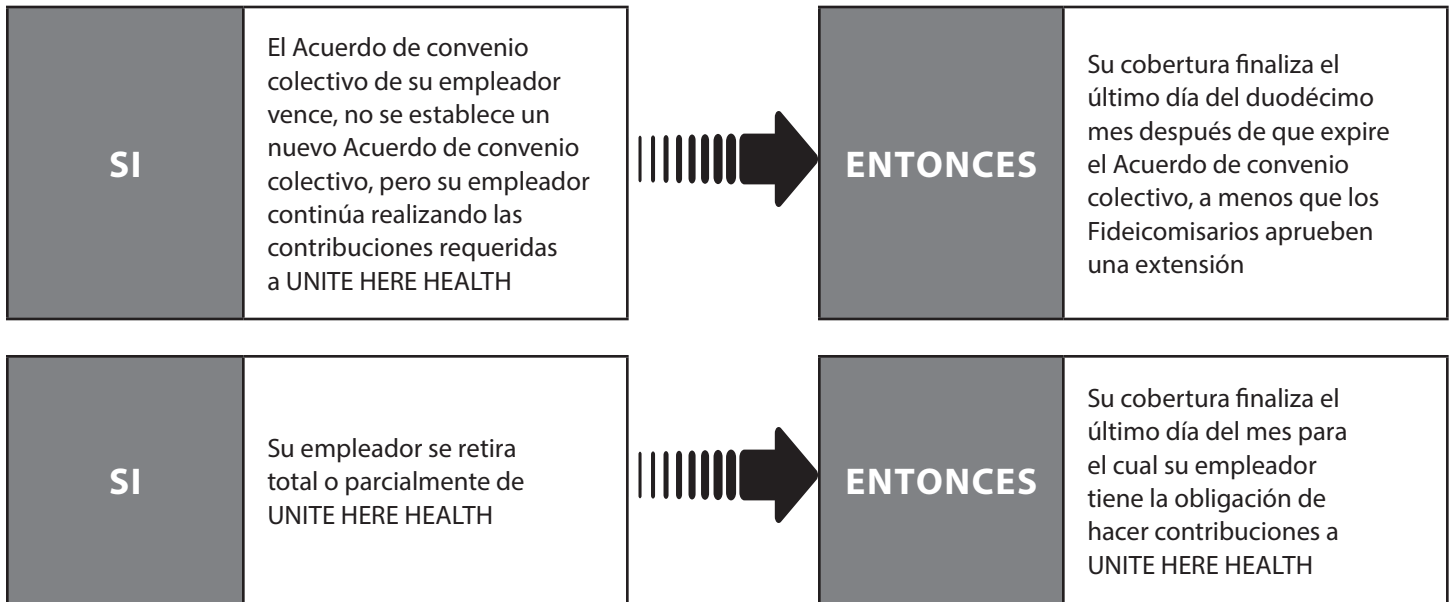 SI
El Acuerdo de convenio
colectivo de su empleador
vence, no se establece un
nuevo Acuerdo de convenio
colectivo, pero su empleador
continúa realizando las
contribuciones requeridas
a UNITE HERE HEALTH
ENTONCES
Su cobertura finaliza el
último día del duodécimo
mes después de que expire
el Acuerdo de convenio
colectivo, a menos que los
Fideicomisarios aprueben
una extensión
SI
Su empleador se retira
total o parcialmente de
UNITE HERE HEALTH
ENTONCES
Su cobertura finaliza el
último día del mes para
el cual su empleador
tiene la obligación de
hacer contribuciones a
UNITE HERE HEALTH